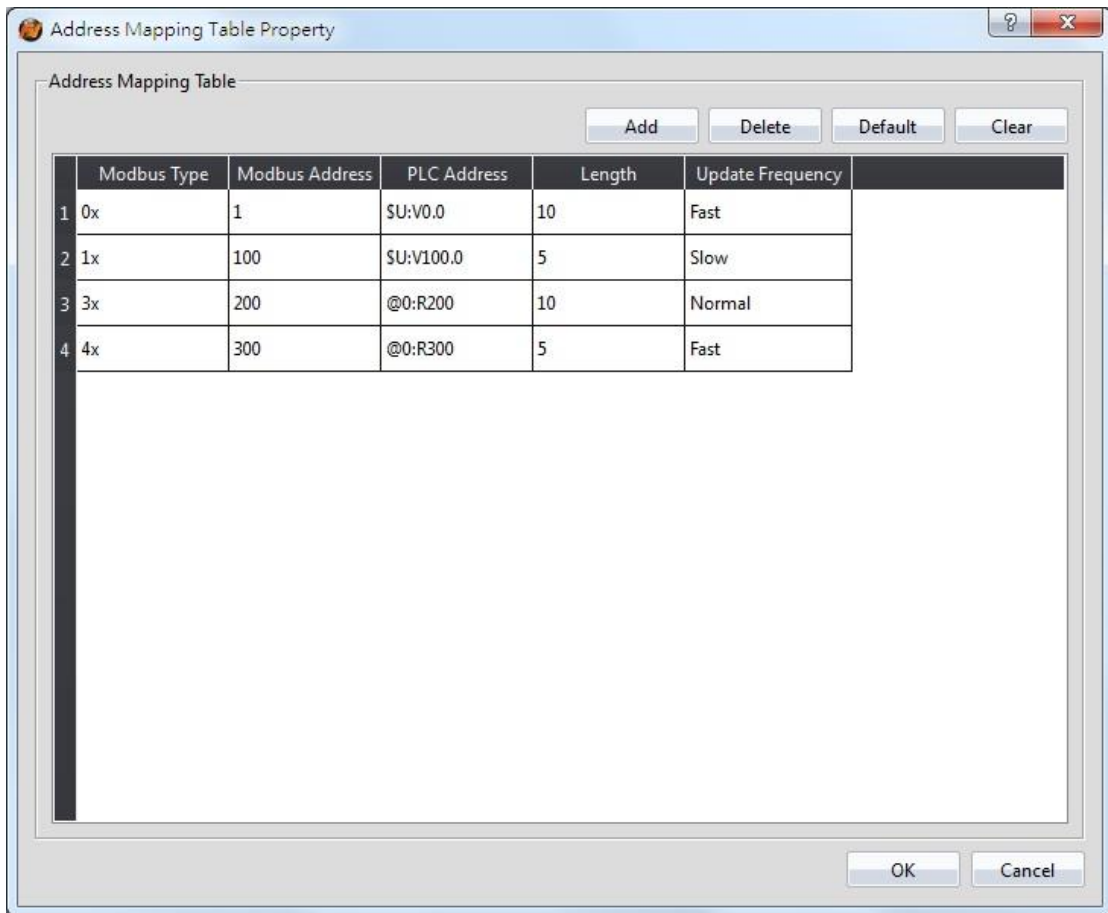 Address Mapping Table Property
Address Mapping Table
Add Delete Default Clear
Modbus Type Modbus Address PLC Address Length Update Frequency
1 0x 1 $U:V0.0 10 Fast
2 1x 100 $U:V100.0 5 Slow
3 3x 200 @0:R200 10 Normal
4 4x 300 @0:R300 5 Fast
OK Cancel